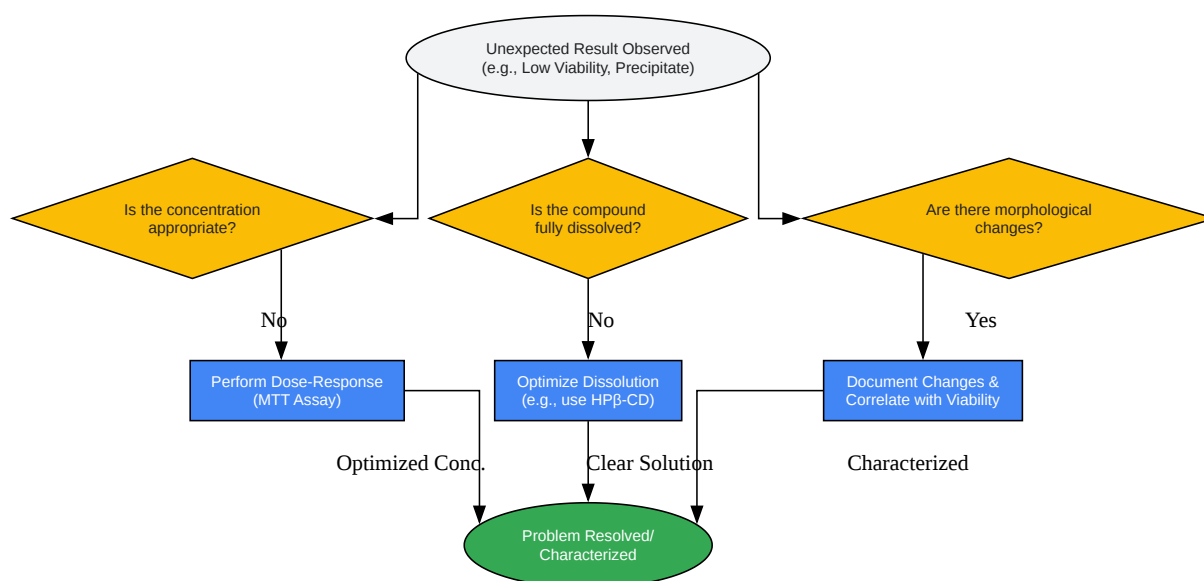 Unexpected Result Observed
(e.g., Low Viability, Precipitate)
Is the concentration
appropriate?
Is the compound
fully dissolved?
Are there morphological
changes?
No
No
Yes
Perform Dose-Response
(MTT Assay)
Optimize Dissolution
(e.g., use HPβ-CD)
Document Changes &
Correlate with Viability
Optimized Conc.
Clear Solution
Characterized
Problem Resolved/
Characterized